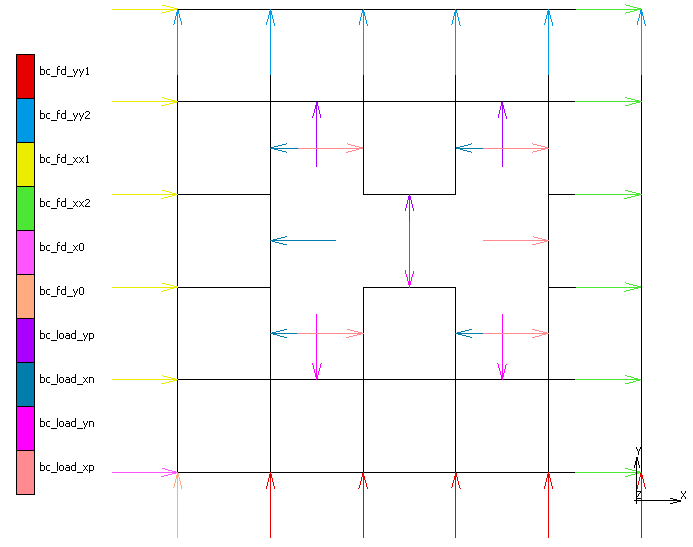 bc_fd_yy1
bc_fd_yy2
bc_fd_xx1
bc_fd_xx2
bc_fd_x0
bc_fd_y0
bc_load_yp
bc_load_xn
bc_load_yn
bc_load_xp
Y
Z
X